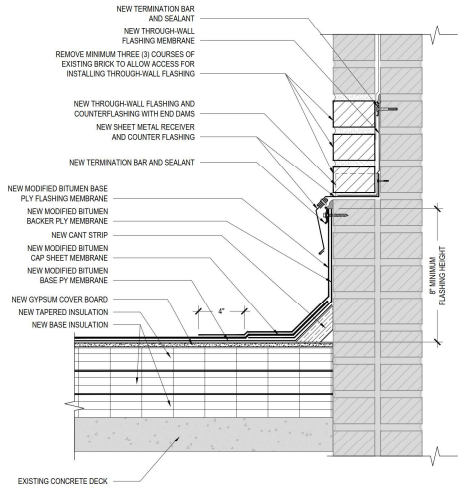 NEW TERMINATION BAR
AND SEALANT
NEW THROUGH-WALL
FLASHING MEMBRANE
REMOVE MINIMUM THREE (3) COURSES OF
EXISTING BRICK TO ALLOW ACCESS FOR
INSTALLING THROUGH-WALL FLASHING
NEW THROUGH-WALL FLASHING AND
COUNTERFLASHING WITH END DAMS
NEW SHEET METAL RECEIVER
AND COUNTER FLASHING
NEW TERMINATION BAR AND SEALANT
NEW MODIFIED BITUMEN BASE
PLY FLASHING MEMBRANE
NEW MODIFIED BITUMEN
BACKER PLY MEMBRANE
NEW CANT STRIP
NEW MODIFIED BITUMEN
CAP SHEET MEMBRANE
NEW MODIFIED BITUMEN
BASE PY MEMBRANE
NEW GYPSUM COVER BOARD
4"
NEW TAPERED INSULATION
NEW BASE INSULATION
8" MINIMUM
FLASHING HEIGHT
EXISTING CONCRETE DECK